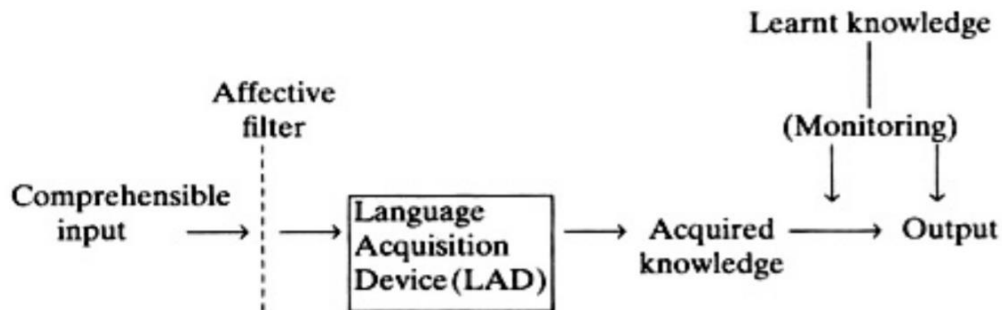 Learnt knowledge
Affective
filter
(Monitoring)
Comprehensible
input
Language
Acquisition
Device (LAD)
Acquired
knowledge
Output